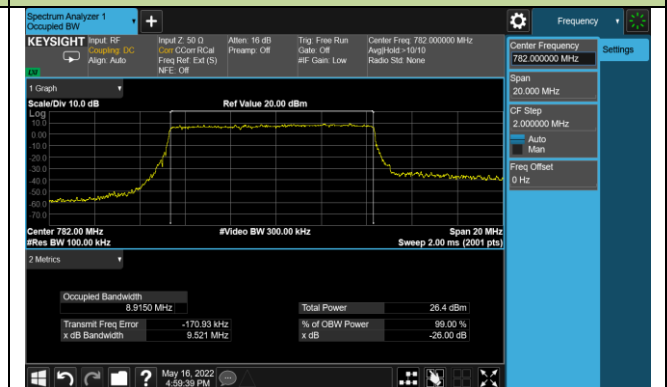 Spectrum Analyzer 1
Occupied BW
Frequency
KEYSIGHT
Input: RF
Coupling: DC
Align: Auto
Input Z: 50 Ω
Corr CCorr RCal
Freq Ref: Ext (S)
NFE: Off
Atten: 16 dB
Preamp: Off
Trig: Free Run
Gate: Off
#IF Gain: Low
Center Freq: 782.000000 MHz
Avg|Hold:>10/10
Radio Std: None
Settings
Center Frequency
782.000000 MHz
Span
20.000 MHz
CF Step
2.000000 MHz
Auto
Man
Freq Offset
0 Hz
1 Graph
Scale/Div 10.0 dB
Ref Value 20.00 dBm
Log
10.0
0.00
-10.0
-20.0
-30.0
-40.0
-50.0
-60.0
-70.0
Center 782.00 MHz
#Video BW 300.00 kHz
Span 20 MHz
#Res BW 100.00 kHz
Sweep 2.00 ms (2001 pts)
2 Metrics
Occupied Bandwidth
8.9150 MHz
Total Power 26.4 dBm
Transmit Freq Error -170.93 kHz
% of OBW Power 99.00 %
x dB Bandwidth 9.521 MHz
x dB -26.00 dB
May 16, 2022
4:59:39 PM